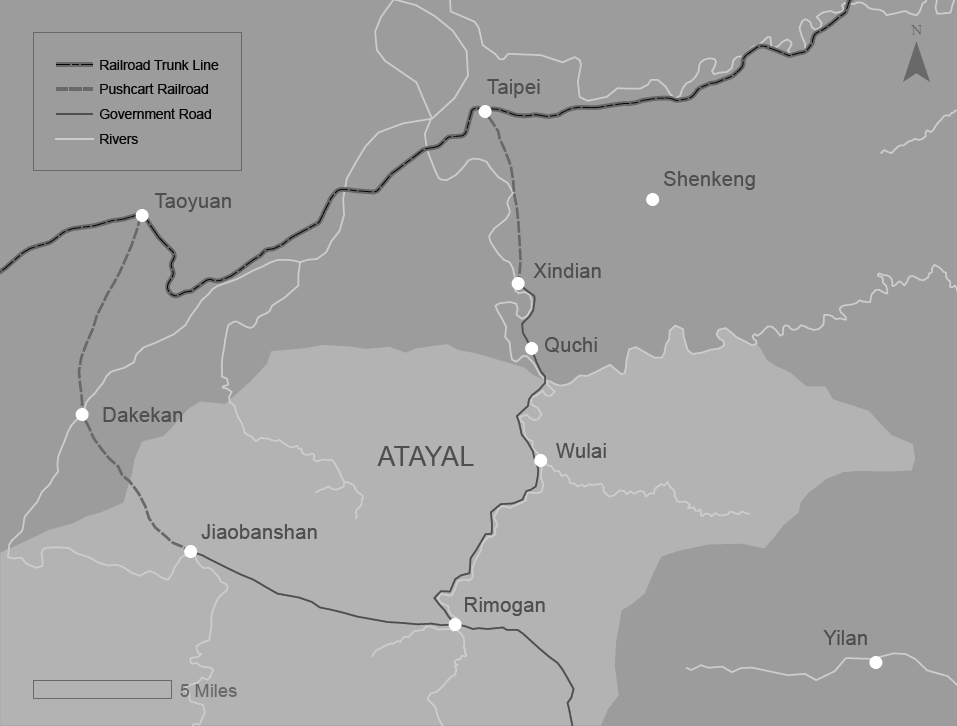 N
Railroad Trunk Line
Pushcart Railroad
Government Road
Rivers
Taipei
Shenkeng
Taoyuan
Xindian
Quchi
Dakekan
ATAYAL
Wulai
Jiaobanshan
Rimogan
Yilan
5 Miles